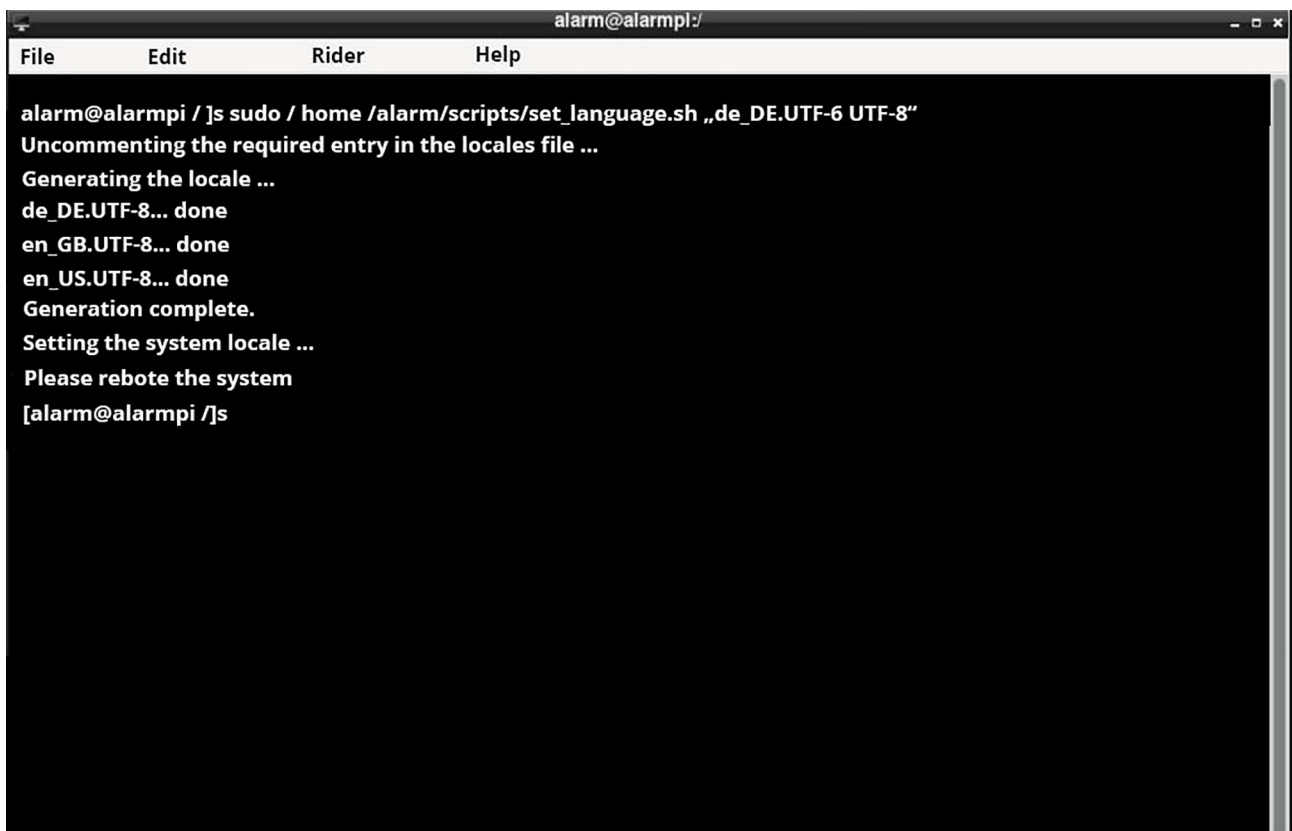 alarm@alarmpi:/
File Edit Rider Help
alarm@alarmpi / ]s sudo / home /alarm/scripts/set_language.sh „de_DE.UTF-6 UTF-8“
Uncommenting the required entry in the locales file ...
Generating the locale ...
de_DE.UTF-8... done
en_GB.UTF-8... done
en_US.UTF-8... done
Generation complete.
Setting the system locale ...
Please rebote the system
[alarm@alarmpi /]s